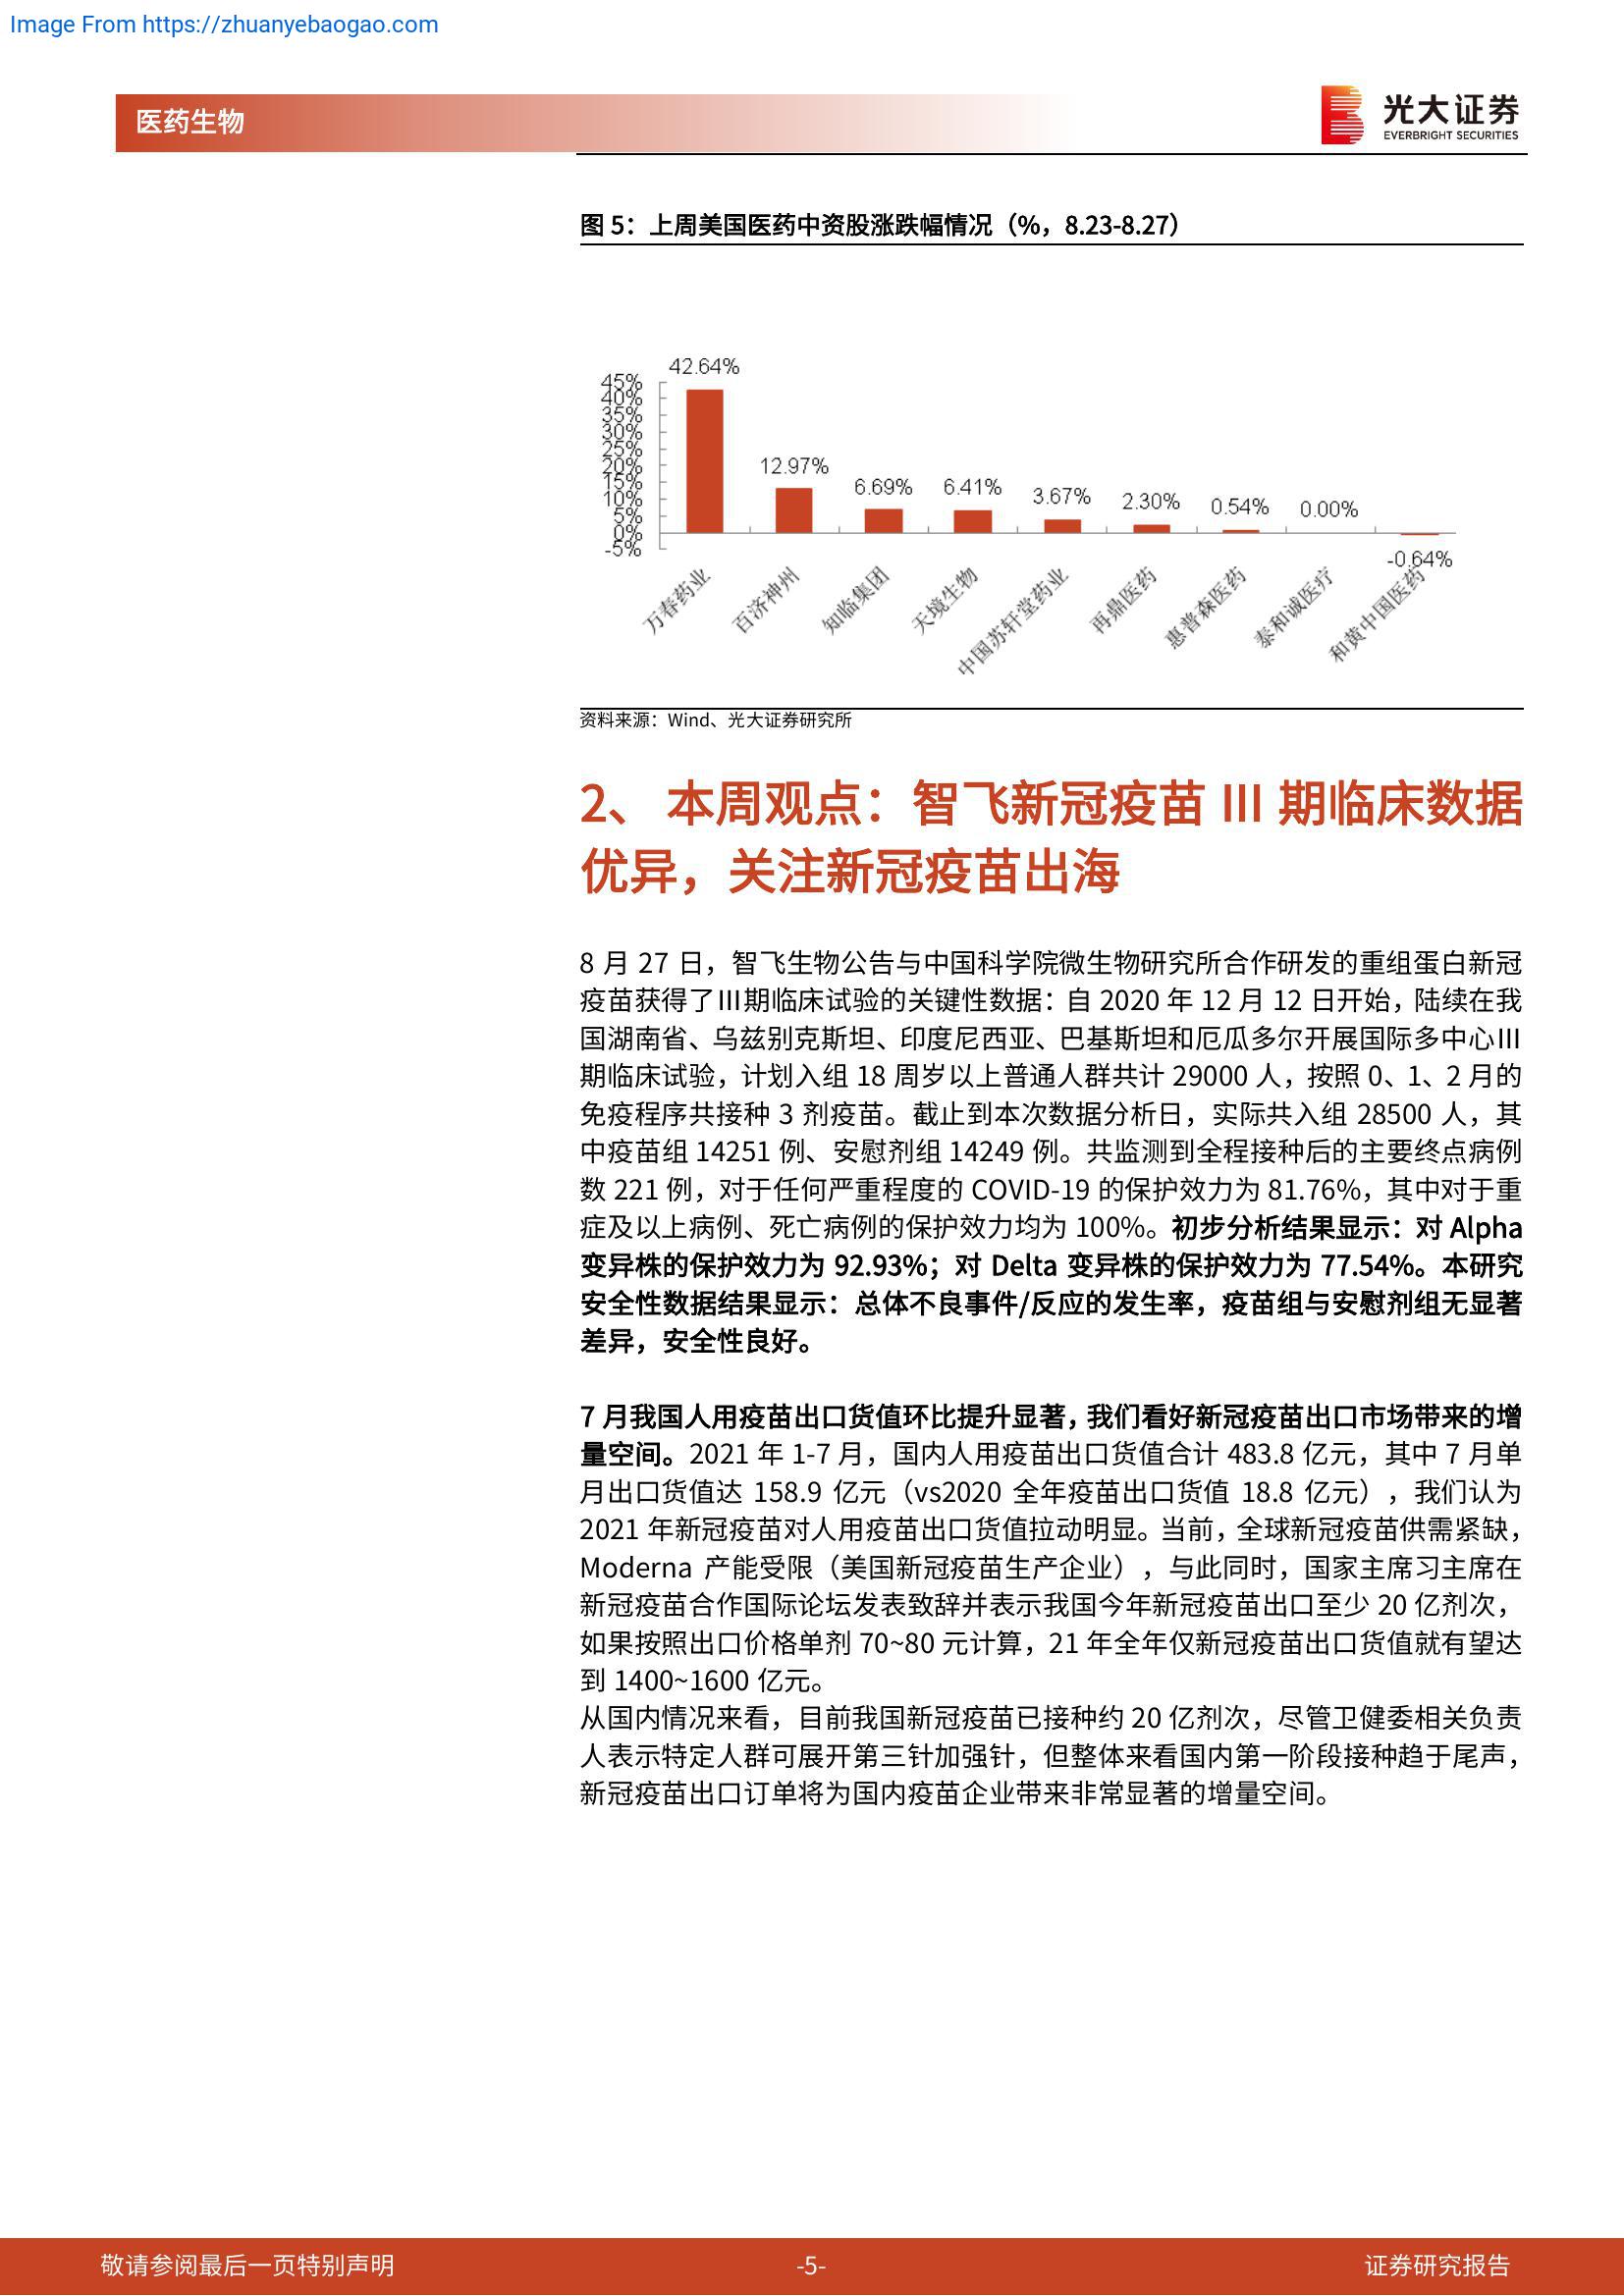 Image From https://zhuanyebaogao.com
医药生物
光大证券
EVERBRIGHT SECURITIES
图 5：上周美国医药中资股涨跌幅情况（%，8.23-8.27）
42.64%
12.97%
6.69%
6.41%
3.67%
2.30%
0.54%
0.00%
-0.64%
45%
40%
35%
30%
25%
20%
15%
10%
5%
0%
-5%
万春药业
百济神州
知临集团
天境生物
中国苏轩堂药业
再鼎医药
惠普森医药
泰和诚医疗
和黄中国医药
资料来源：Wind、光大证券研究所
2、 本周观点：智飞新冠疫苗 III 期临床数据
优异，关注新冠疫苗出海
8 月 27 日，智飞生物公告与中国科学院微生物研究所合作研发的重组蛋白新冠
疫苗获得了III期临床试验的关键性数据：自 2020 年 12 月 12 日开始，陆续在我
国湖南省、乌兹别克斯坦、印度尼西亚、巴基斯坦和厄瓜多尔开展国际多中心III
期临床试验，计划入组 18 周岁以上普通人群共计 29000 人，按照 0、1、2 月的
免疫程序共接种 3 剂疫苗。截止到本次数据分析日，实际共入组 28500 人，其
中疫苗组 14251 例、安慰剂组 14249 例。共监测到全程接种后的主要终点病例
数 221 例，对于任何严重程度的 COVID-19 的保护效力为 81.76%，其中对于重
症及以上病例、死亡病例的保护效力均为 100%。初步分析结果显示：对 Alpha
变异株的保护效力为 92.93%；对 Delta 变异株的保护效力为 77.54%。本研究
安全性数据结果显示：总体不良事件/反应的发生率，疫苗组与安慰剂组无显著
差异，安全性良好。
7 月我国人用疫苗出口货值环比提升显著，我们看好新冠疫苗出口市场带来的增
量空间。2021 年 1-7 月，国内人用疫苗出口货值合计 483.8 亿元，其中 7 月单
月出口货值达 158.9 亿元（vs2020 全年疫苗出口货值 18.8 亿元），我们认为
2021 年新冠疫苗对人用疫苗出口货值拉动明显。当前，全球新冠疫苗供需紧缺，
Moderna 产能受限（美国新冠疫苗生产企业），与此同时，国家主席习主席在
新冠疫苗合作国际论坛发表致辞并表示我国今年新冠疫苗出口至少 20 亿剂次，
如果按照出口价格单剂 70~80 元计算，21 年全年仅新冠疫苗出口货值就有望达
到 1400~1600 亿元。
从国内情况来看，目前我国新冠疫苗已接种约 20 亿剂次，尽管卫健委相关负责
人表示特定人群可展开第三针加强针，但整体来看国内第一阶段接种趋于尾声，
新冠疫苗出口订单将为国内疫苗企业带来非常显著的增量空间。
敬请参阅最后一页特别声明
-5-
证券研究报告